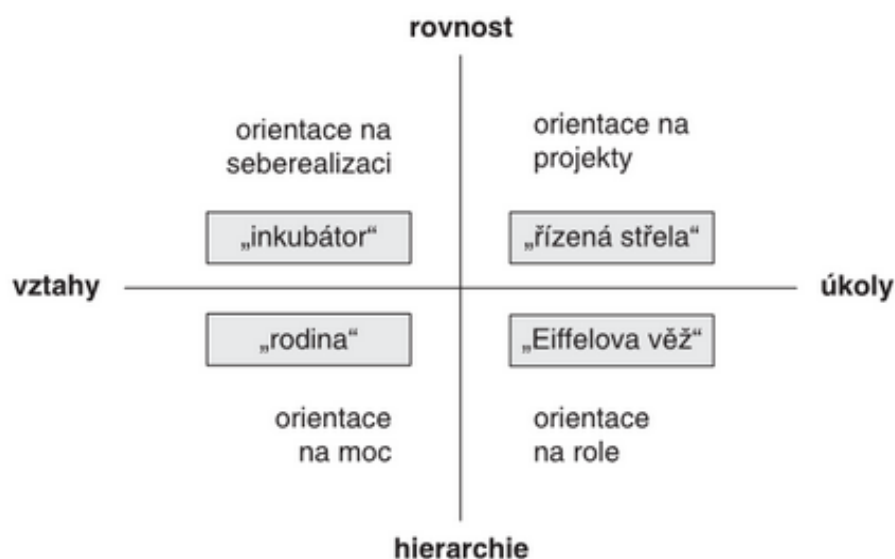 rovnost
orientace na
seberealizaci
orientace na
projekty
„inkubátor“
„řízená střela“
vztahy
úkoly
„rodina“
„Eiffelova věž“
orientace
na moc
orientace
na role
hierarchie